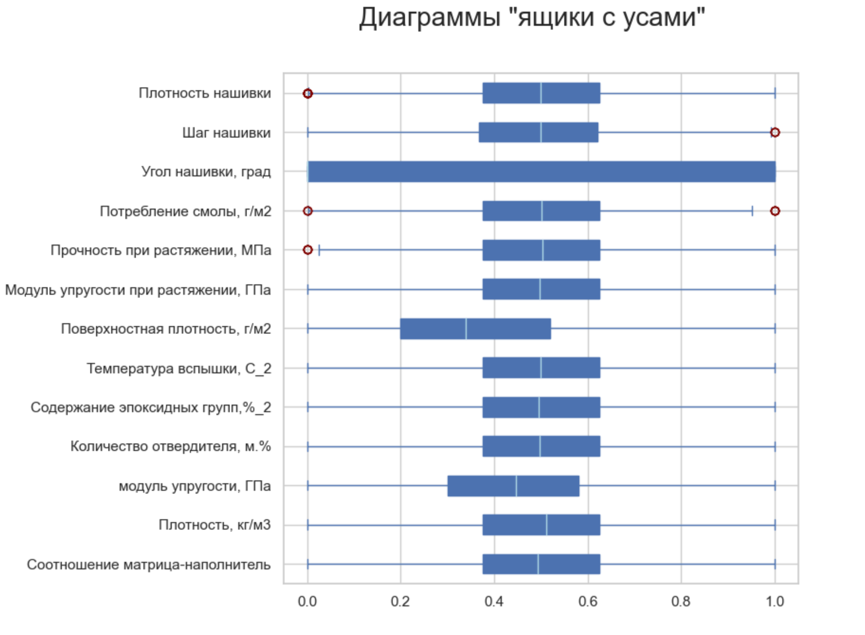 Диаграммы "ящики с усами"
Плотность нашивки
Шаг нашивки
Угол нашивки, град
Потребление смолы, г/м2
Прочность при растяжении, МПа
Модуль упругости при растяжении, ГПа
Поверхностная плотность, г/м2
Температура вспышки, С_2
Содержание эпоксидных групп,%_2
Количество отвердителя, м.%
модуль упругости, ГПа
Плотность, кг/м3
Соотношение матрица-наполнитель
0.0 0.2 0.4 0.6 0.8 1.0